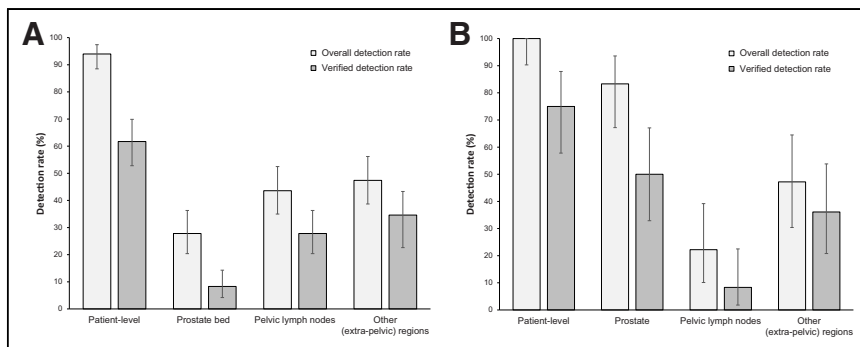 A
Detection rate (%)
100
90
80
70
60
50
40
30
20
10
0
Overall detection rate
Verified detection rate
Patient-level
Prostate bed
Pelvic lymph nodes
Other
(extra-pelvic) regions
B
Detection rate (%)
100
90
80
70
60
50
40
30
20
10
0
Overall detection rate
Verified detection rate
Patient-level
Prostate
Pelvic lymph nodes
Other
(extra-pelvic) regions